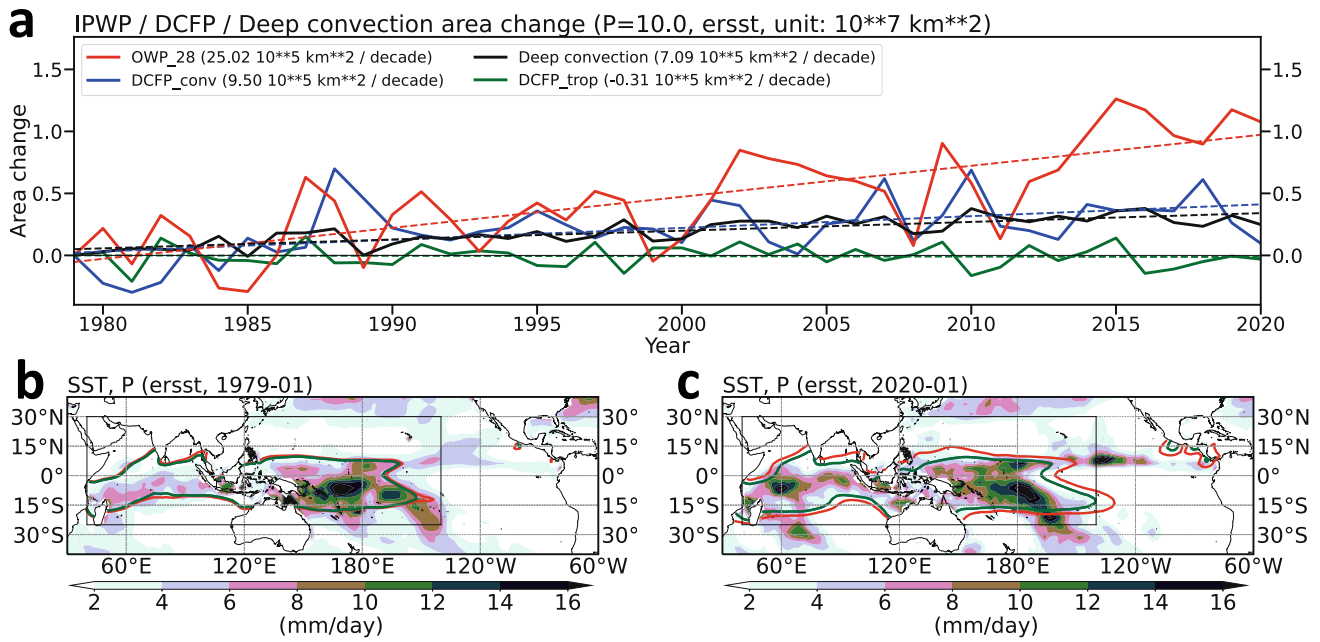 a
IPWP / DCFP / Deep convection area change (P=10.0, ersst, unit: 10**7 km**2)
OWP_28 (25.02 10**5 km**2 / decade)
DCFP_conv (9.50 10**5 km**2 / decade)
Deep convection (7.09 10**5 km**2 / decade)
DCFP_trop (-0.31 10**5 km**2 / decade)
Area change
1.5
1.0
0.5
0.0
1.5
1.0
0.5
0.0
1980 1985 1990 1995 2000 2005 2010 2015 2020
Year
b
SST, P (ersst, 1979-01)
30°N 30°
15°N 15°
0° 0°
15°S 15°
30°S 30°
60°E 120°E 180° 120°W 60°W
2 4 6 8 10 12 14 16
(mm/day)
c
SST, P (ersst, 2020-01)
30°N 30°N
15°N 15°N
0° 0°
15°S 15°S
30°S 30°S
60°E 120°E 180° 120°W 60°W
2 4 6 8 10 12 14 16
(mm/day)